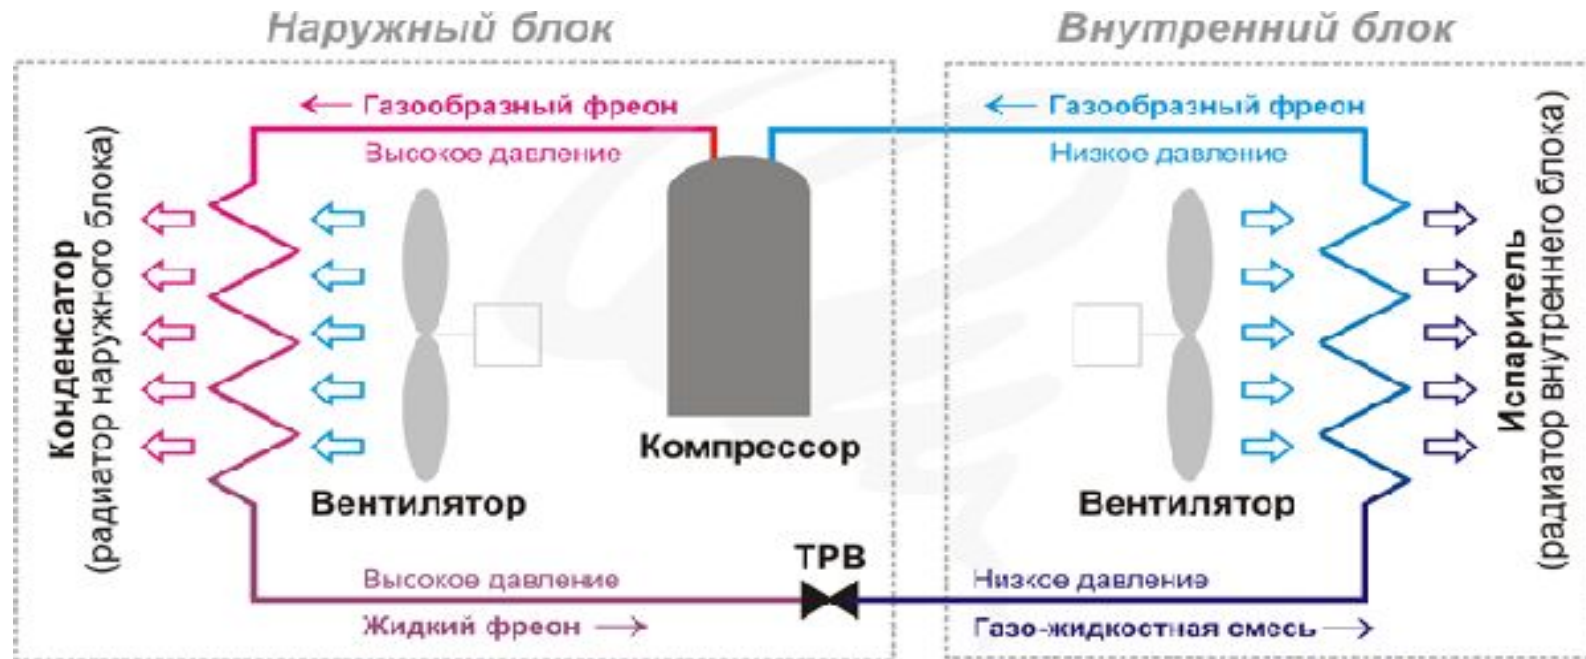 Наружный блок
Внутренний блок
Газообразный фреон
Высокое давление
Газообразный фреон
Низкое давление
Конденсатор
(радиатор наружного блока)
Компрессор
Вентилятор
Вентилятор
Испаритель
(радиатор внутреннего блока)
ТРВ
Высокое давление
Жидкий фреон
Низкое давление
Газо-жидкостная смесь